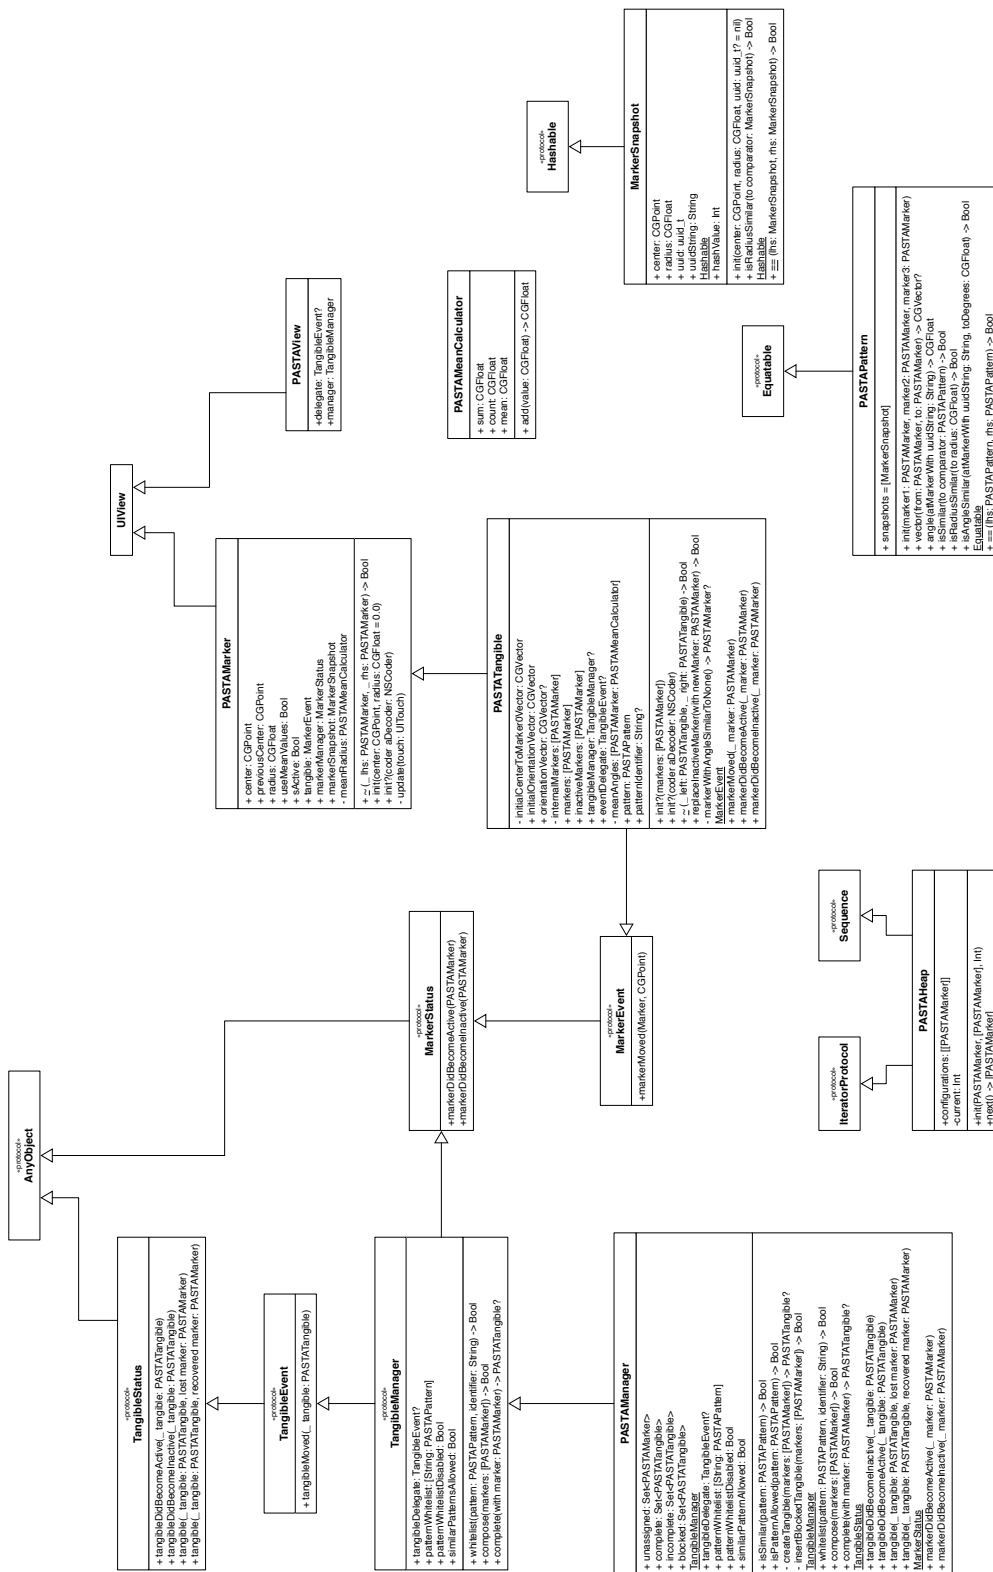 «protocol»
AnyObject
«protocol»
TangibleStatus
+ tangibleDidBecomeActive(_ tangible: PASTATangible)
+ tangibleDidBecomeInactive(_ tangible: PASTATangible)
+ tangible(_ tangible: PASTATangible, lost marker: PASTAMarker)
+ tangible(_ tangible: PASTATangible, recovered marker: PASTAMarker)
«protocol»
TangibleEvent
+ tangibleMoved(_ tangible: PASTATangible)
«protocol»
TangibleManager
+ tangibleDelegate: TangibleEvent?
+ patternWhitelist: [String: PASTAPattern]
+ patternWhitelistDisabled: Bool
+ similarPatternsAllowed: Bool
+ whitelist(pattern: PASTAPattern, identifier: String) -> Bool
+ compose(markers: [PASTAMarker]) -> Bool
+ complete(with marker: PASTAMarker) -> PASTATangible?
PASTAManager
+ unassigned: Set<PASTAMarker>
+ complete: Set<PASTATangible>
+ incomplete: Set<PASTATangible>
+ blocked: Set<PASTATangible>
TangibleManager
+ tangibleDelegate: TangibleEvent?
+ patternWhitelist: [String: PASTAPattern]
+ patternWhitelistDisabled: Bool
+ similarPatternAllowed: Bool
+ isSimilar(pattern: PASTAPattern) -> Bool
+ isPatternAllowed(pattern: PASTAPattern) -> Bool
- createTangible(markers: [PASTAMarker]) -> PASTATangible?
- insertBlockedTangible(markers: [PASTAMarker]) -> Bool
TangibleManager
+ whitelist(pattern: PASTAPattern, identifier: String) -> Bool
+ compose(markers: [PASTAMarker]) -> Bool
+ complete(with marker: PASTAMarker) -> PASTATangible?
TangibleStatus
+ tangibleDidBecomeInactive(_ tangible: PASTATangible)
+ tangibleDidBecomeActive(_ tangible: PASTATangible)
+ tangible(_ tangible: PASTATangible, lost marker: PASTAMarker)
+ tangible(_ tangible: PASTATangible, recovered marker: PASTAMarker)
MarkerStatus
+ markerDidBecomeActive(_ marker: PASTAMarker)
+ markerDidBecomeInactive(_ marker: PASTAMarker)
«protocol»
MarkerStatus
+markerDidBecomeActive(PASTAMarker)
+markerDidBecomeInactive(PASTAMarker)
«protocol»
MarkerEvent
+markerMoved(Marker, CGPoint)
«protocol»
IteratorProtocol
«protocol»
Sequence
PASTAHeap
+configurations: [[PASTAMarker]]
-current: Int
+init(PASTAMarker, [PASTAMarker], Int)
+next() -> [PASTAMarker]
UIView
PASTAMarker
+ center: CGPoint
+ previousCenter: CGPoint
+ radius: CGFloat
+ useMeanValues: Bool
+ isActive: Bool
+ tangible: MarkerEvent
+ markerManager: MarkerStatus
+ markerSnapshot: MarkerSnapshot
- meanRadius: PASTAMeanCalculator
+ ~ (_ lhs: PASTAMarker, _ rhs: PASTAMarker) -> Bool
+ init(center: CGPoint, radius: CGFloat = 0.0)
+ init?(coder aDecoder: NSCoder)
- update(touch: UITouch)
PASTATangible
- initialCenterToMarker0Vector: CGVector
+ initialOrientationVector: CGVector
+ orientationVector: CGVector?
- internalMarkers: [PASTAMarker]
+ markers: [PASTAMarker]
+ inactiveMarkers: [PASTAMarker]
+ tangibleManager: TangibleManager?
+ eventDelegate: TangibleEvent?
- meanAngles: [PASTAMarker: PASTAMeanCalculator]
+ pattern: PASTAPattern
+ patternIdentifier: String?
+ init?(markers: [PASTAMarker])
+ init?(coder aDecoder: NSCoder)
+ ~ (_ left: PASTATangible, _ right: PASTATangible) -> Bool
+ replaceInactiveMarker(with newMarker: PASTAMarker) -> Bool
- markerWithAngleSimilarToNone() -> PASTAMarker?
MarkerEvent
+ markerMoved(_ marker: PASTAMarker)
+ markerDidBecomeActive(_ marker: PASTAMarker)
+ markerDidBecomeInactive(_ marker: PASTAMarker)
PASTAView
+delegate: TangibleEvent?
+manager: TangibleManager
PASTAMeanCalculator
+ sum: CGFloat
+ count: CGFloat
+ mean: CGFloat
+ add(value: CGFloat) -> CGFloat
«protocol»
Hashable
MarkerSnapshot
+ center: CGPoint
+ radius: CGFloat
+ uuid: uuid_t
+ uuidString: String
Hashable
+ hashValue: Int
+ init(center: CGPoint, radius: CGFloat, uuid: uuid_t? = nil)
+ isRadiusSimilar(to comparator: MarkerSnapshot) -> Bool
Hashable
+ == (lhs: MarkerSnapshot, rhs: MarkerSnapshot) -> Bool
«protocol»
Equatable
PASTAPattern
+ snapshots = [MarkerSnapshot]
+ init(marker1: PASTAMarker, marker2: PASTAMarker, marker3: PASTAMarker)
+ vector(from: PASTAMarker, to: PASTAMarker) -> CGVector?
+ angle(atMarkerWith uuidString: String) -> CGFloat
+ isSimilar(to comparator: PASTAPattern) -> Bool
+ isRadiusSimilar(to radius: CGFloat) -> Bool
+ isAngleSimilar(atMarkerWith uuidString: String, toDegrees: CGFloat) -> Bool
Equatable
+ == (lhs: PASTAPattern, rhs: PASTAPattern) -> Bool